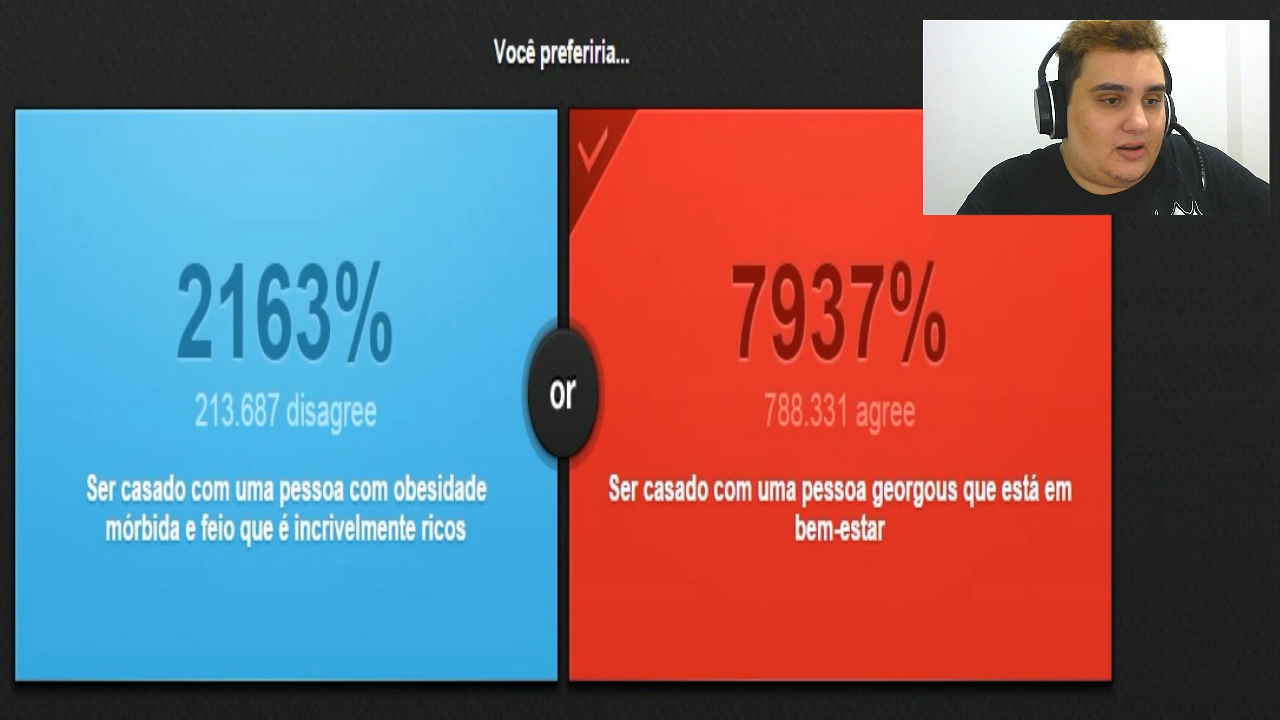 Você preferiria...
2163%
213.687 disagree
Ser casado com uma pessoa com obesidade
mórbida e feio que é incrivelmente ricos
or
7937%
788.331 agree
Ser casado com uma pessoa georgous que está em
bem-estar